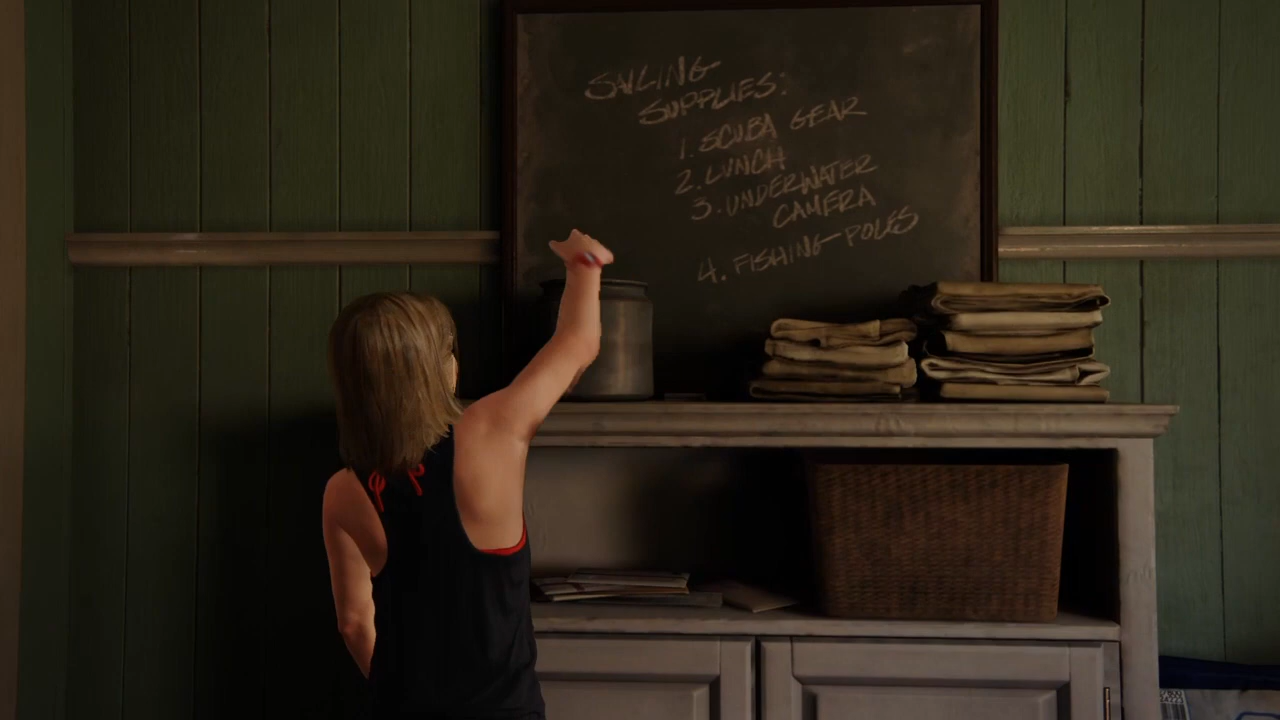 SAILING
SUPPLIES:
1. SCUBA GEAR
2. LUNCH
3. UNDERWATER
CAMERA
4. FISHING POLES